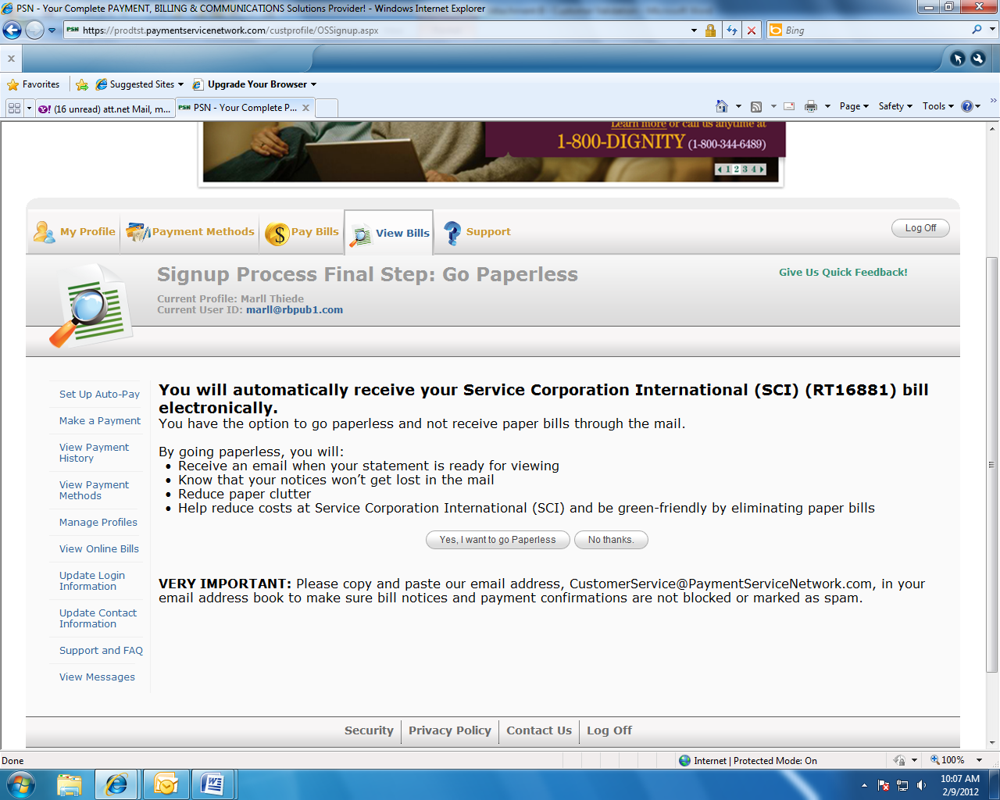 PSN - Your Complete PAYMENT, BILLING & COMMUNICATIONS Solutions Provider! - Windows Internet Explorer
PSN https://prodtst.paymentservicenetwork.com/custprofile/OSSignup.aspx
Bing
Favorites Suggested Sites Upgrade Your Browser
(16 unread) att.net Mail, m... PSN PSN - Your Complete P... Page Safety Tools
Learn more or call us anytime at
1-800-DIGNITY (1-800-344-6489)
1 2 3 4
My Profile Payment Methods Pay Bills View Bills Support Log Off
Signup Process Final Step: Go Paperless
Give Us Quick Feedback!
Current Profile: Marll Thiede
Current User ID: marll@rbpub1.com
Set Up Auto-Pay
Make a Payment
View Payment
History
View Payment
Methods
Manage Profiles
View Online Bills
Update Login
Information
Update Contact
Information
Support and FAQ
View Messages
You will automatically receive your Service Corporation International (SCI) (RT16881) bill
electronically.
You have the option to go paperless and not receive paper bills through the mail.
By going paperless, you will:
• Receive an email when your statement is ready for viewing
• Know that your notices won’t get lost in the mail
• Reduce paper clutter
• Help reduce costs at Service Corporation International (SCI) and be green-friendly by eliminating paper bills
Yes, I want to go Paperless No thanks.
VERY IMPORTANT: Please copy and paste our email address, CustomerService@PaymentServiceNetwork.com, in your
email address book to make sure bill notices and payment confirmations are not blocked or marked as spam.
Security Privacy Policy Contact Us Log Off
Done Internet | Protected Mode: On 100%
10:07 AM
2/9/2012